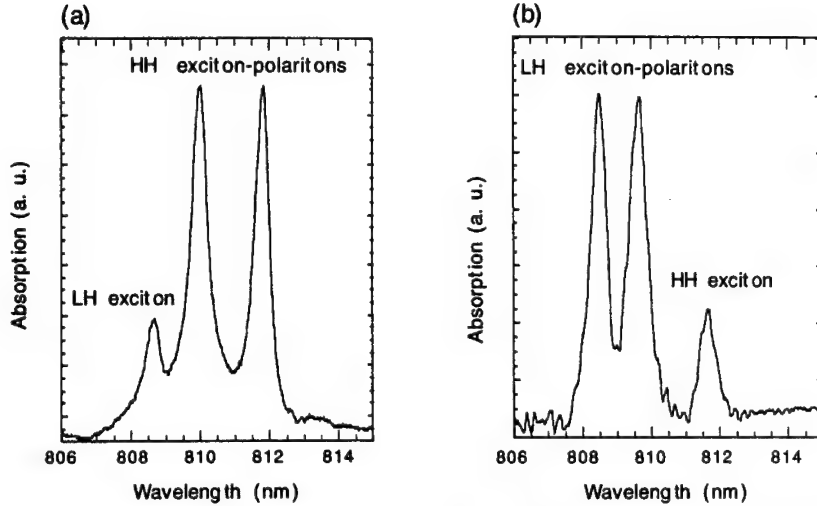 (a)
HH exciton-polaritons
LH exciton
Absorption (a. u.)
806 808 810 812 814
Wavelength (nm)
(b)
LH exciton-polaritons
HH exciton
Absorption (a. u.)
806 808 810 812 814
Wavelength (nm)